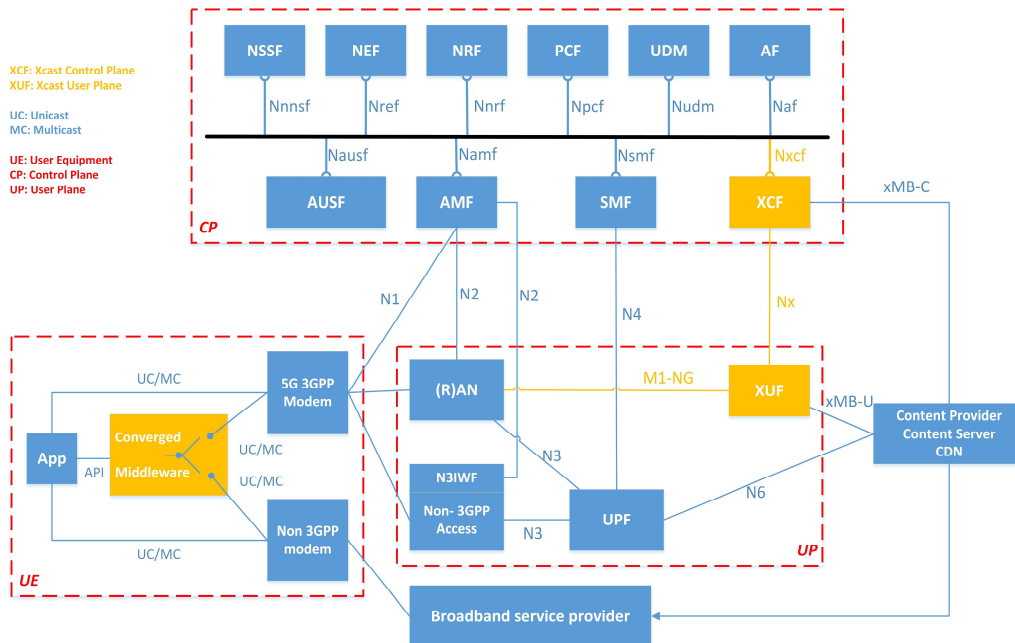 NSSF
NEF
NRF
PCF
UDM
AF
XCF: Xcast Control Plane
XUF: Xcast User Plane
UC: Unicast
MC: Multicast
UE: User Equipment
CP: Control Plane
UP: User Plane
Nnnsf
Nref
Nnrf
Npcf
Nudm
Naf
Nausf
Namf
Nsmf
Nxcf
AUSF
AMF
SMF
XCF
xMB-C
CP
N1
N2
N2
N4
Nx
UC/MC
5G 3GPP
Modem
(R)AN
M1-NG
XUF
xMB-U
Content Provider
Content Server
CDN
App
API
Converged
Middleware
UC/MC
UC/MC
N3
N3IWF
Non- 3GPP
Access
N3
UPF
N6
Non 3GPP
modem
UC/MC
UE
UP
Broadband service provider